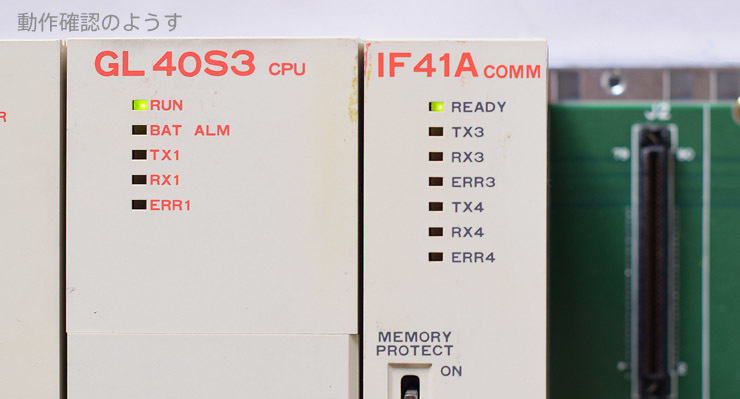 動作確認のようす
R
GL 40S3 CPU
RUN
BAT ALM
TX1
RX1
ERR1
IF41A COMM
READY
TX3
RX3
ERR3
TX4
RX4
ERR4
MEMORY
PROTECT
ON
J2